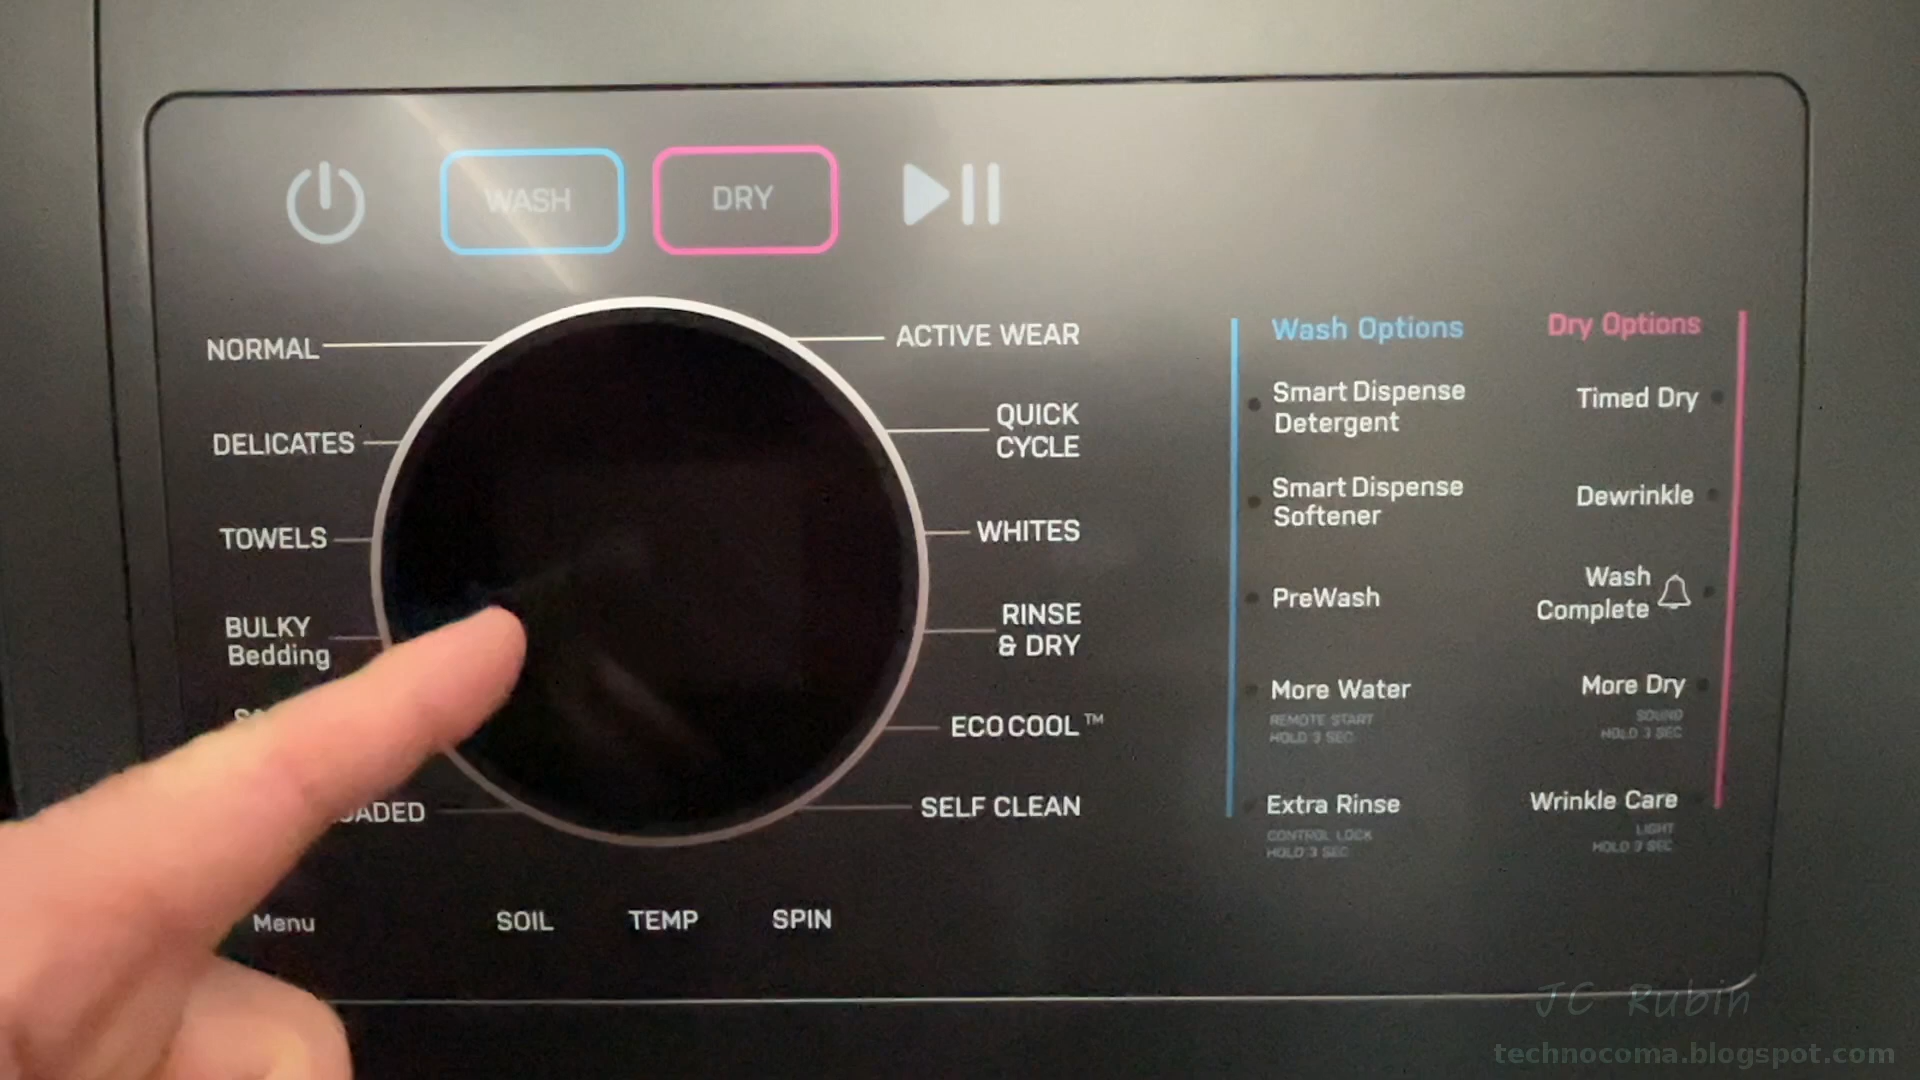 WASH
DRY
NORMAL
DELICATES
TOWELS
BULKY
Bedding
ACTIVE WEAR
QUICK
CYCLE
WHITES
RINSE
& DRY
ECOCOOL™
SELF CLEAN
Menu
SOIL
TEMP
SPIN
Wash Options
Smart Dispense
Detergent
Smart Dispense
Softener
PreWash
More Water
REMOTE START
HOLD 3 SEC
Extra Rinse
CONTROL LOCK
HOLD 3 SEC
Dry Options
Timed Dry
Dewrinkle
Wash
Complete
More Dry
SOUND
HOLD 3 SEC
Wrinkle Care
LIGHT
HOLD 3 SEC
JC Rubin
technocoma.blogspot.com